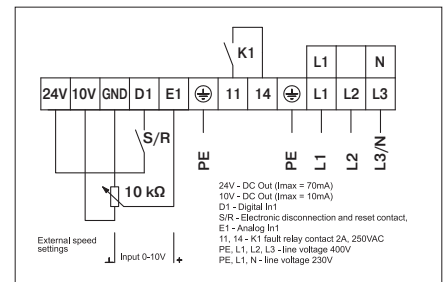 K1
L1 N
24V 10V GND D1 E1 11 14 L1 L2 L3
S/R
PE PE L1 L2 L3/N
10 kΩ
24V - DC Out (Imax = 70mA)
10V - DC Out (Imax = 10mA)
D1 - Digital In1
S/R - Electronic disconnection and reset contact,
E1 - Analog In1
11, 14 - K1 fault relay contact 2A, 250VAC
PE, L1, L2, L3 - line voltage 400V
PE, L1, N - line voltage 230V
External speed
settings
Input 0-10V